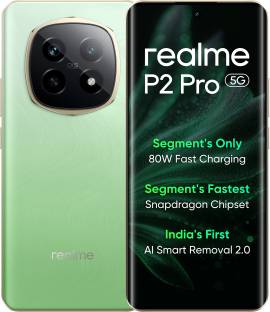 realme
P2 Pro 5G
Segment's Only
80W Fast Charging
Segment's Fastest
Snapdragon Chipset
India's First
AI Smart Removal 2.0
realme